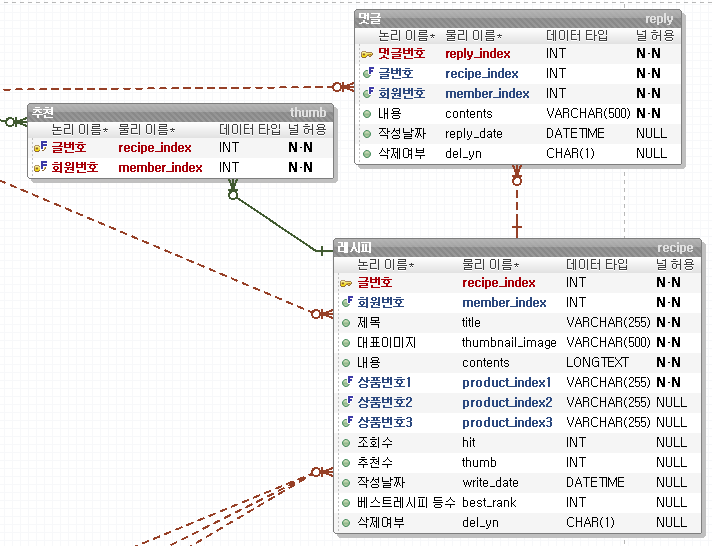 댓글 reply
논리 이름* 물리 이름* 데이터 타입 널 허용
댓글번호 reply_index INT N-N
글번호 recipe_index INT N-N
회원번호 member_index INT N-N
내용 contents VARCHAR(500) N-N
작성날짜 reply_date DATETIME NULL
삭제여부 del_yn CHAR(1) NULL
추천 thumb
논리 이름* 물리 이름* 데이터 타입 널 허용
글번호 recipe_index INT N-N
회원번호 member_index INT N-N
레시피 recipe
논리 이름* 물리 이름* 데이터 타입 널 허용
글번호 recipe_index INT N-N
회원번호 member_index INT N-N
제목 title VARCHAR(255) N-N
대표이미지 thumbnail_image VARCHAR(500) N-N
내용 contents LONGTEXT N-N
상품번호1 product_index1 VARCHAR(255) N-N
상품번호2 product_index2 VARCHAR(255) NULL
상품번호3 product_index3 VARCHAR(255) NULL
조회수 hit INT NULL
추천수 thumb INT NULL
작성날짜 write_date DATETIME NULL
베스트레시피 등수 best_rank INT NULL
삭제여부 del_yn CHAR(1) NULL